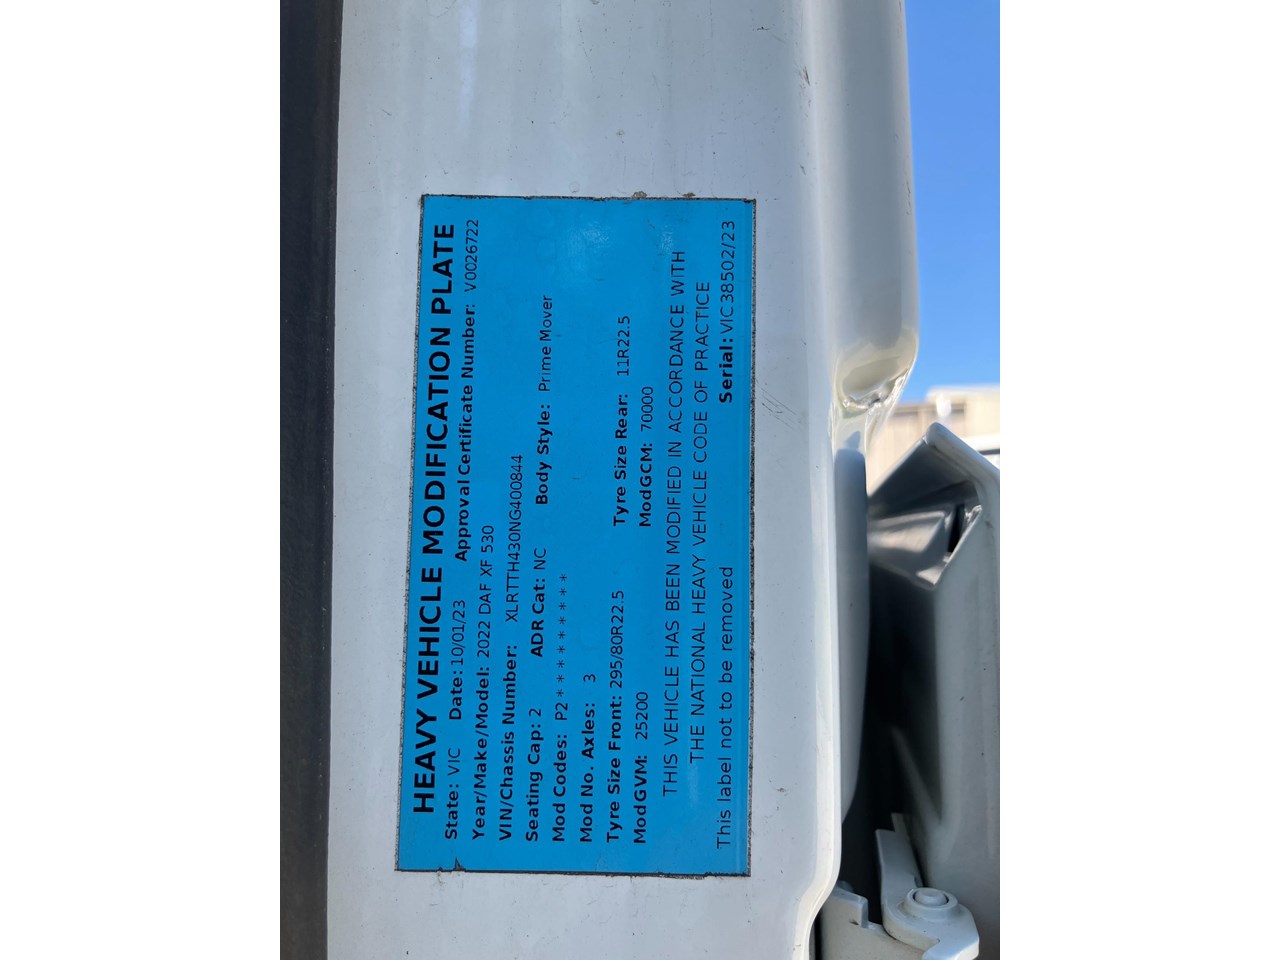 HEAVY VEHICLE MODIFICATION PLATE
State: VIC Date: 10/01/23 Approval Certificate Number: V0026722
Year/Make/Model: 2022 DAF XF 530
VIN/Chassis Number: XLRTTH430NG400844
Seating Cap: 2 ADR Cat: NC Body Style: Prime Mover
Mod Codes: P2**********
Mod No. Axles: 3
Tyre Size Front: 295/80R22.5 Tyre Size Rear: 11R22.5
Mod GVM: 25200 ModGCM: 70000
THIS VEHICLE HAS BEEN MODIFIED IN ACCORDANCE WITH
THE NATIONAL HEAVY VEHICLE CODE OF PRACTICE
This label not to be removed Serial: VIC38502/23